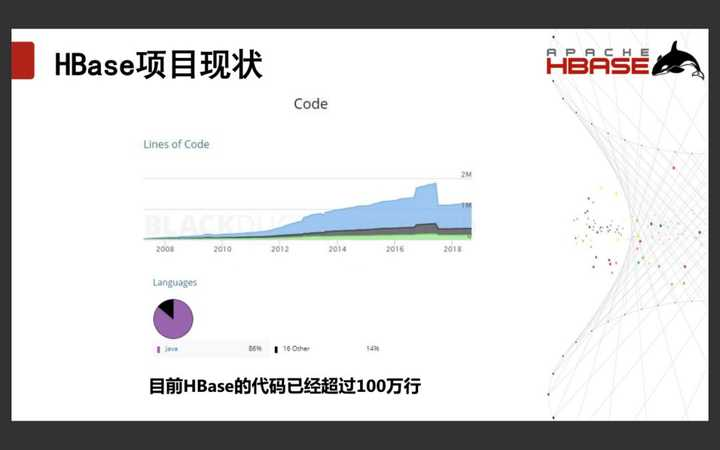 HBase项目现状
APACHE
HBASE
Code
Lines of Code
2M
1M
0
BLACKDUCK
2008 2010 2012 2014 2016 2018
Languages
Java 86% 16 Other 14%
目前HBase的代码已经超过100万行